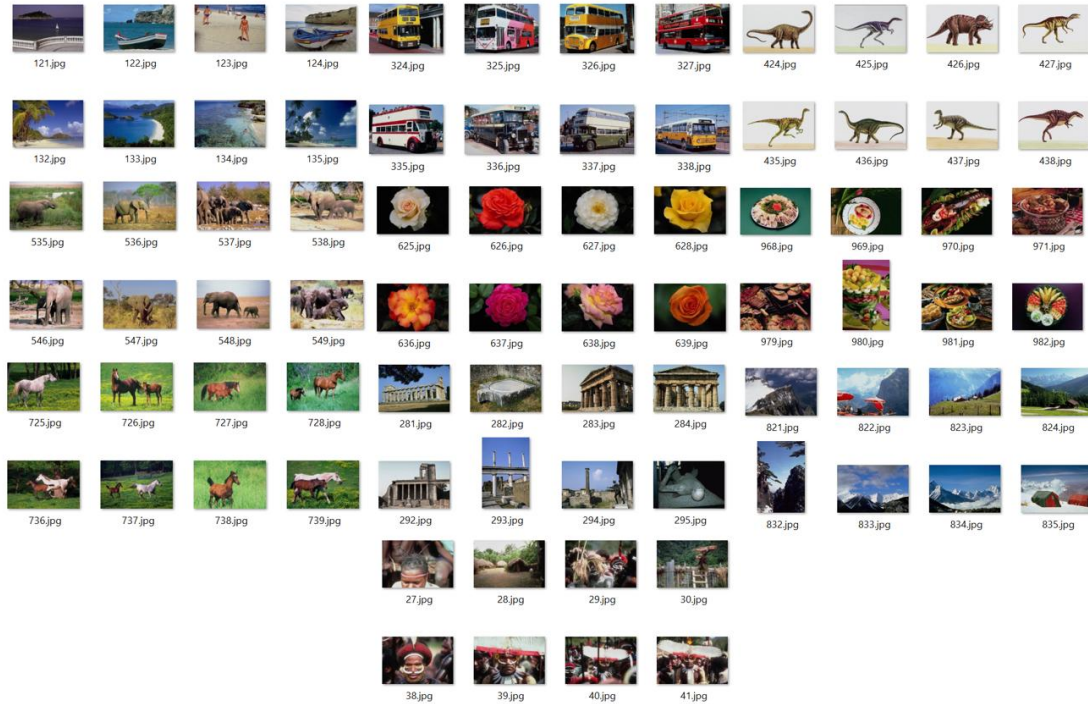 121.jpg 122.jpg 123.jpg 124.jpg 324.jpg 325.jpg 326.jpg 327.jpg 424.jpg 425.jpg 426.jpg 427.jpg
132.jpg 133.jpg 134.jpg 135.jpg 335.jpg 336.jpg 337.jpg 338.jpg 435.jpg 436.jpg 437.jpg 438.jpg
535.jpg 536.jpg 537.jpg 538.jpg 625.jpg 626.jpg 627.jpg 628.jpg 968.jpg 969.jpg 970.jpg 971.jpg
546.jpg 547.jpg 548.jpg 549.jpg 636.jpg 637.jpg 638.jpg 639.jpg 979.jpg 980.jpg 981.jpg 982.jpg
725.jpg 726.jpg 727.jpg 728.jpg 281.jpg 282.jpg 283.jpg 284.jpg 821.jpg 822.jpg 823.jpg 824.jpg
736.jpg 737.jpg 738.jpg 739.jpg 292.jpg 293.jpg 294.jpg 295.jpg 832.jpg 833.jpg 834.jpg 835.jpg
27.jpg 28.jpg 29.jpg 30.jpg
38.jpg 39.jpg 40.jpg 41.jpg